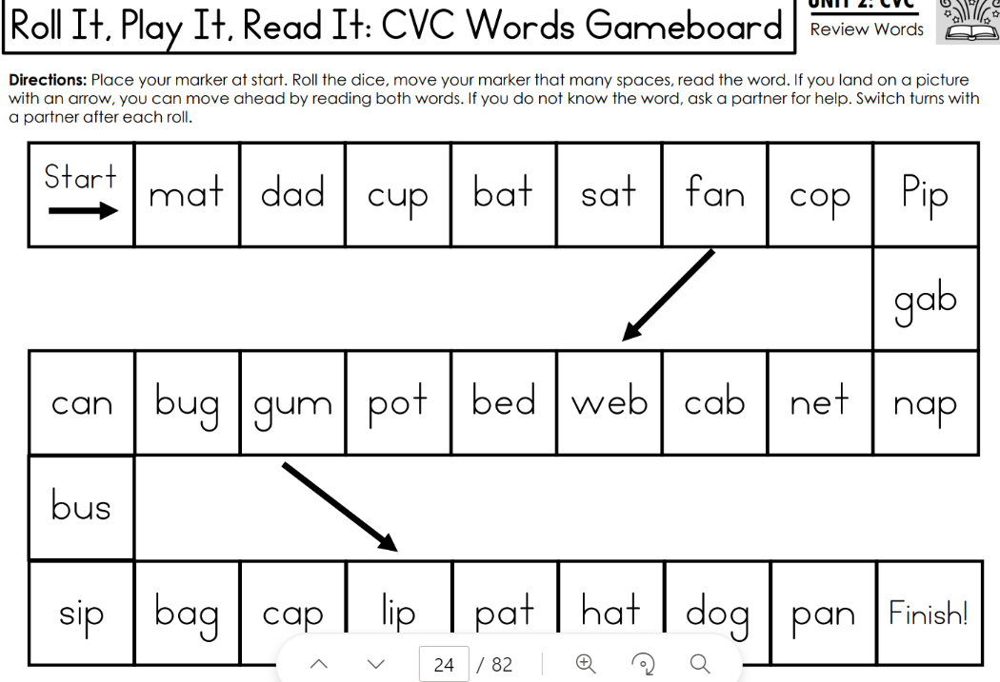 Roll It, Play It, Read It: CVC Words Gameboard
UNIT 2: CVC
Review Words
Directions: Place your marker at start. Roll the dice, move your marker that many spaces, read the word. If you land on a picture
with an arrow, you can move ahead by reading both words. If you do not know the word, ask a partner for help. Switch turns with
a partner after each roll.
Start mat dad cup bat sat fan cop Pip
gab
can bug gum pot bed web cab net nap
bus
sip bag cap lip pat hat dog pan Finish!
24 / 82